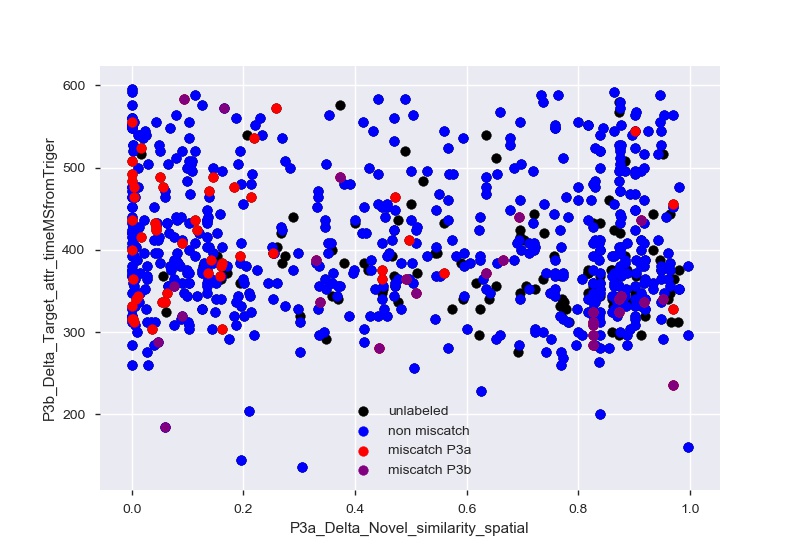 P3b_Delta_Target_attr_timeMSfromTriger
600
500
400
300
200
unlabeled
non miscatch
miscatch P3a
miscatch P3b
0.0 0.2 0.4 0.6 0.8 1.0
P3a_Delta_Novel_similarity_spatial